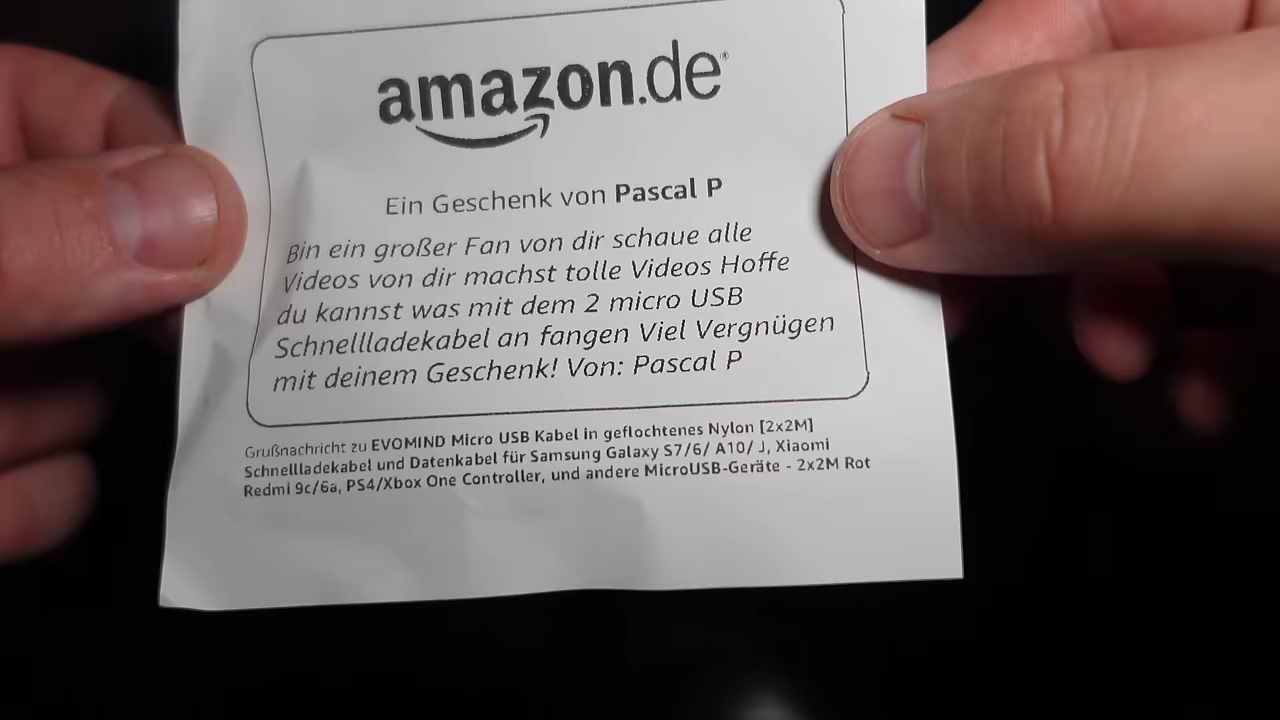 amazon.de
Ein Geschenk von Pascal P
Bin ein großer Fan von dir schaue alle
Videos von dir machst tolle Videos Hoffe
du kannst was mit dem 2 micro USB
Schnellladekabel an fangen Viel Vergnügen
mit deinem Geschenk! Von: Pascal P
Grußnachricht zu EVOMIND Micro USB Kabel in geflochtenes Nylon [2x2M]
Schnellladekabel und Datenkabel für Samsung Galaxy S7/6/ A10/ J, Xiaomi
Redmi 9c/6a, PS4/Xbox One Controller, und andere MicroUSB-Geräte - 2x2M Rot